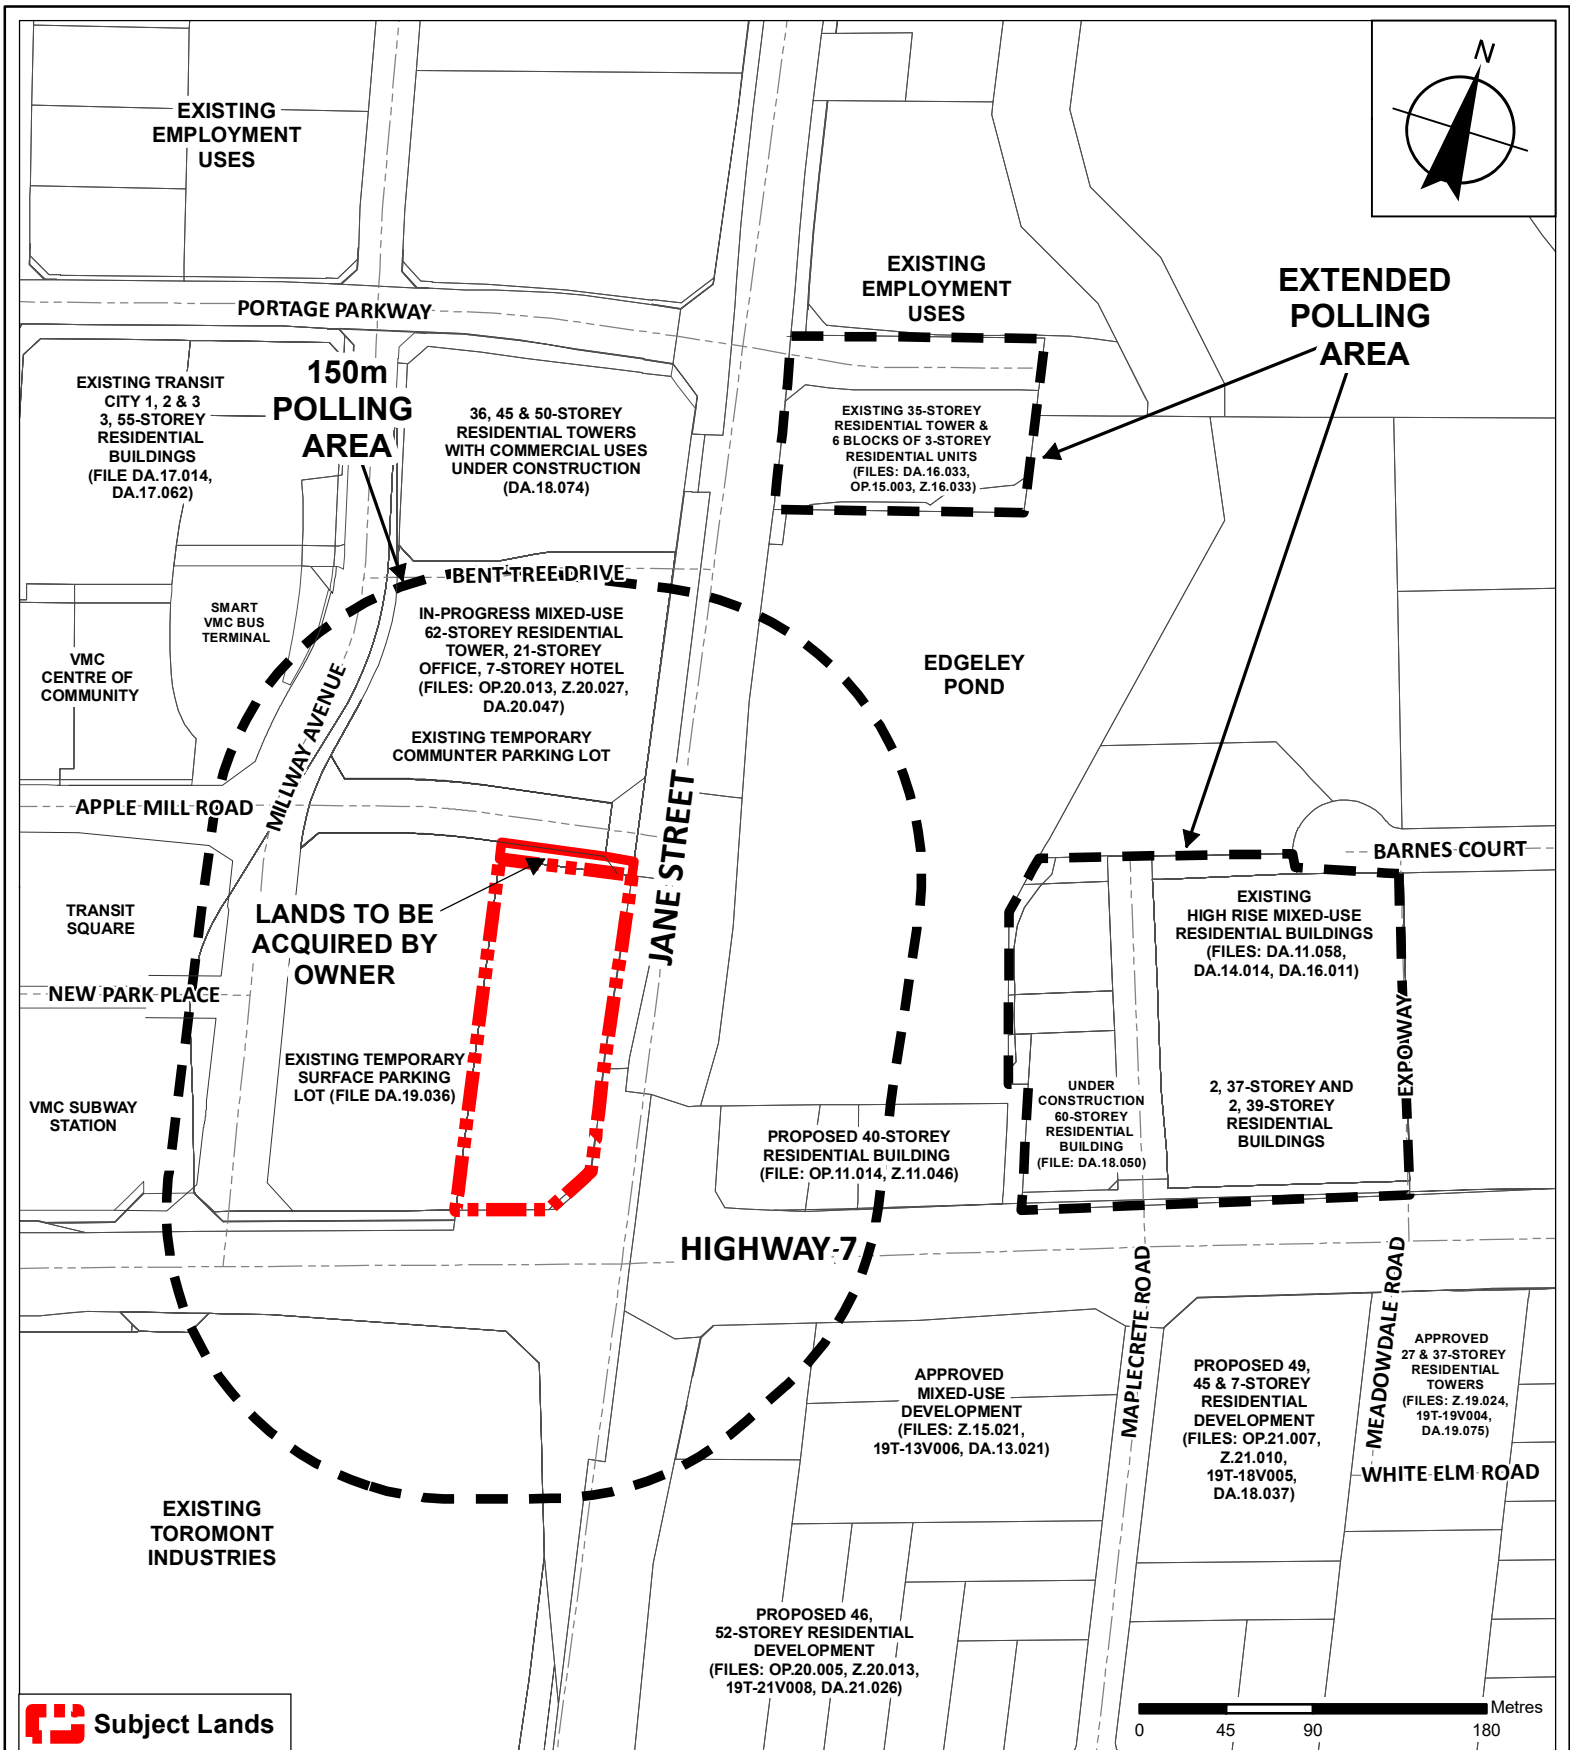 N
EXISTING
EMPLOYMENT
USES
EXISTING
EMPLOYMENT
USES
EXTENDED
POLLING
AREA
PORTAGE PARKWAY
150m
POLLING
AREA
EXISTING TRANSIT
CITY 1, 2 & 3
3, 55-STOREY
RESIDENTIAL
BUILDINGS
(FILE DA.17.014,
DA.17.062)
36, 45 & 50-STOREY
RESIDENTIAL TOWERS
WITH COMMERCIAL USES
UNDER CONSTRUCTION
(DA.18.074)
EXISTING 35-STOREY
RESIDENTIAL TOWER &
6 BLOCKS OF 3-STOREY
RESIDENTIAL UNITS
(FILES: DA.16.033,
OP.15.003, Z.16.033)
BENT TREE DRIVE
SMART
VMC BUS
TERMINAL
IN-PROGRESS MIXED-USE
62-STOREY RESIDENTIAL
TOWER, 21-STOREY
OFFICE, 7-STOREY HOTEL
(FILES: OP.20.013, Z.20.027,
DA.20.047)
EXISTING TEMPORARY
COMMUNTER PARKING LOT
VMC
CENTRE OF
COMMUNITY
EDGELEY
POND
MILLWAY AVENUE
JANE STREET
APPLE MILL ROAD
BARNES COURT
TRANSIT
SQUARE
LANDS TO BE
ACQUIRED BY
OWNER
EXISTING
HIGH RISE MIXED-USE
RESIDENTIAL BUILDINGS
(FILES: DA.11.058,
DA.14.014, DA.16.011)
NEW PARK PLACE
EXPO WAY
EXISTING TEMPORARY
SURFACE PARKING
LOT (FILE DA.19.036)
VMC SUBWAY
STATION
UNDER
CONSTRUCTION
60-STOREY
RESIDENTIAL
BUILDING
(FILE: DA.18.050)
2, 37-STOREY AND
2, 39-STOREY
RESIDENTIAL
BUILDINGS
PROPOSED 40-STOREY
RESIDENTIAL BUILDING
(FILE: OP.11.014, Z.11.046)
HIGHWAY 7
MAPLECRETE ROAD
MEADOWDALE ROAD
APPROVED
MIXED-USE
DEVELOPMENT
(FILES: Z.15.021,
19T-13V006, DA.13.021)
PROPOSED 49,
45 & 7-STOREY
RESIDENTIAL
DEVELOPMENT
(FILES: OP.21.007,
Z.21.010,
19T-18V005,
DA.18.037)
APPROVED
27 & 37-STOREY
RESIDENTIAL
TOWERS
(FILES: Z.19.024,
19T-19V004,
DA.19.075)
WHITE ELM ROAD
EXISTING
TOROMONT
INDUSTRIES
PROPOSED 46,
52-STOREY RESIDENTIAL
DEVELOPMENT
(FILES: OP.20.005, Z.20.013,
19T-21V008, DA.21.026)
Subject Lands
Metres
0 45 90 180